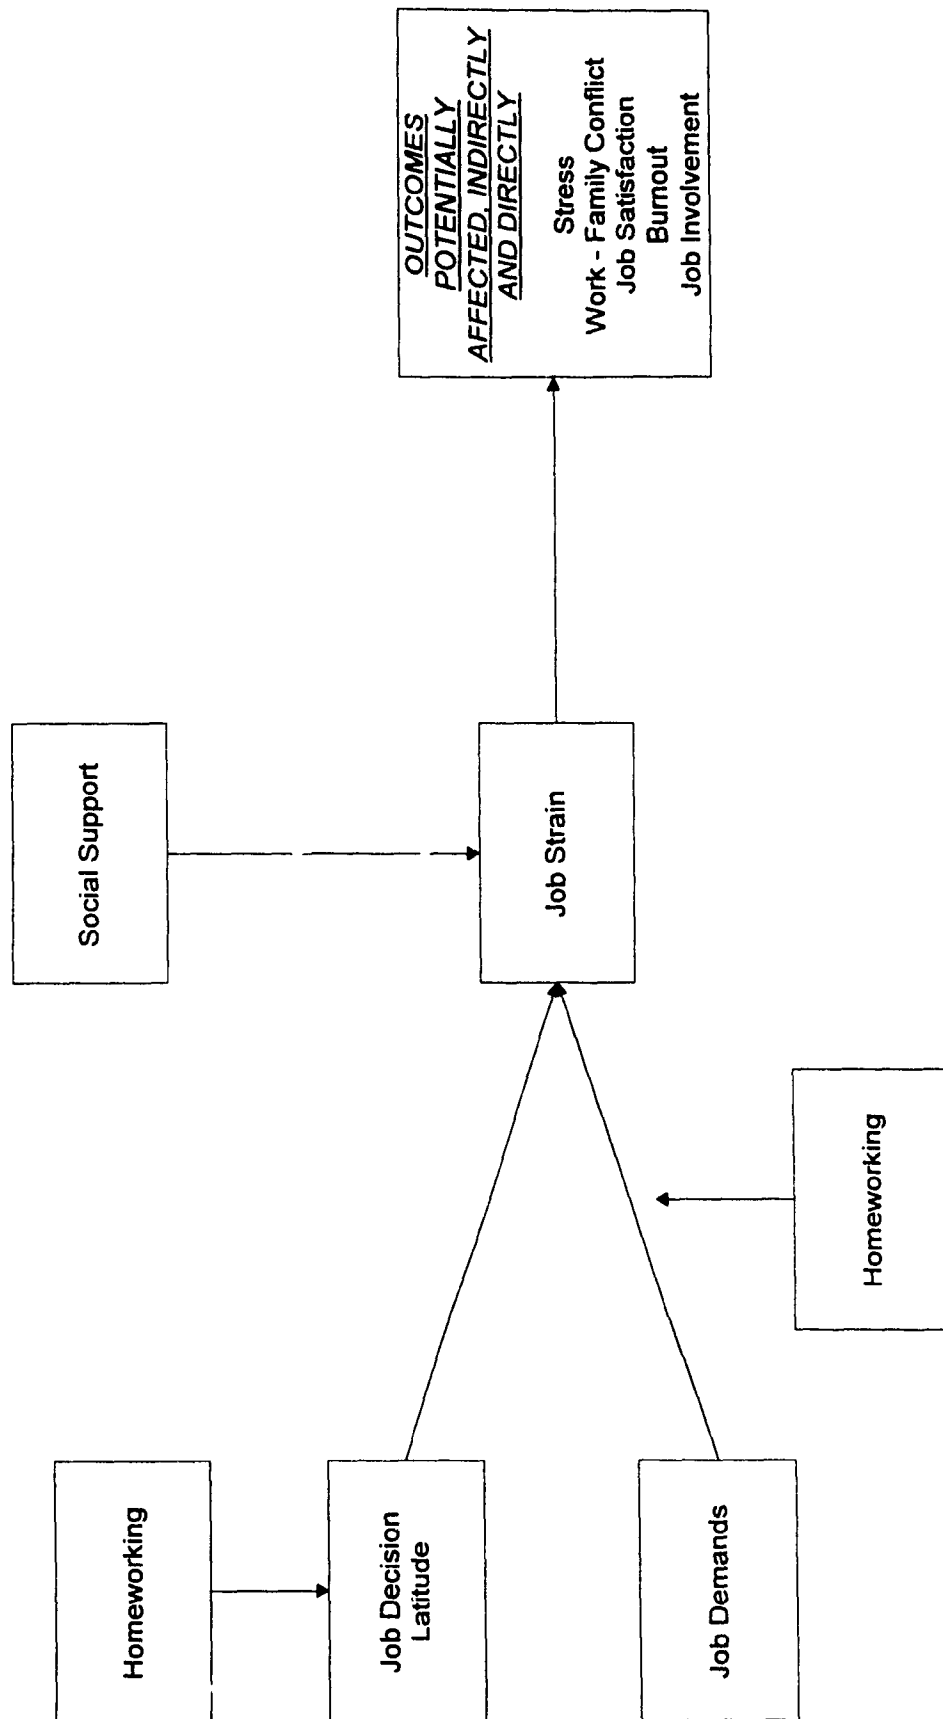 Homeworking
Job Decision
Latitude
Job Demands
Homeworking
Social Support
Job Strain
OUTCOMES
POTENTIALLY
AFFECTED, INDIRECTLY
AND DIRECTLY
Stress
Work - Family Conflict
Job Satisfaction
Burnout
Job Involvement